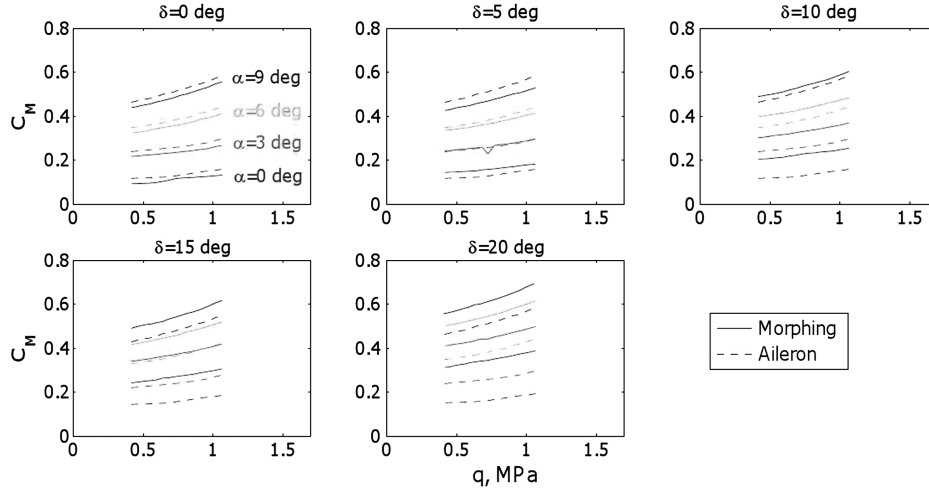 δ=0 deg
δ=5 deg
δ=10 deg
0.8
0.6
0.4
0.2
0
C_M
α=9 deg
α=6 deg
α=3 deg
α=0 deg
0 0.5 1 1.5
0.8
0.6
0.4
0.2
0
0 0.5 1 1.5
0.8
0.6
0.4
0.2
0
0 0.5 1 1.5
δ=15 deg
δ=20 deg
0.8
0.6
0.4
0.2
0
C_M
0 0.5 1 1.5
0.8
0.6
0.4
0.2
0
0 0.5 1 1.5
q, MPa
Morphing
Aileron